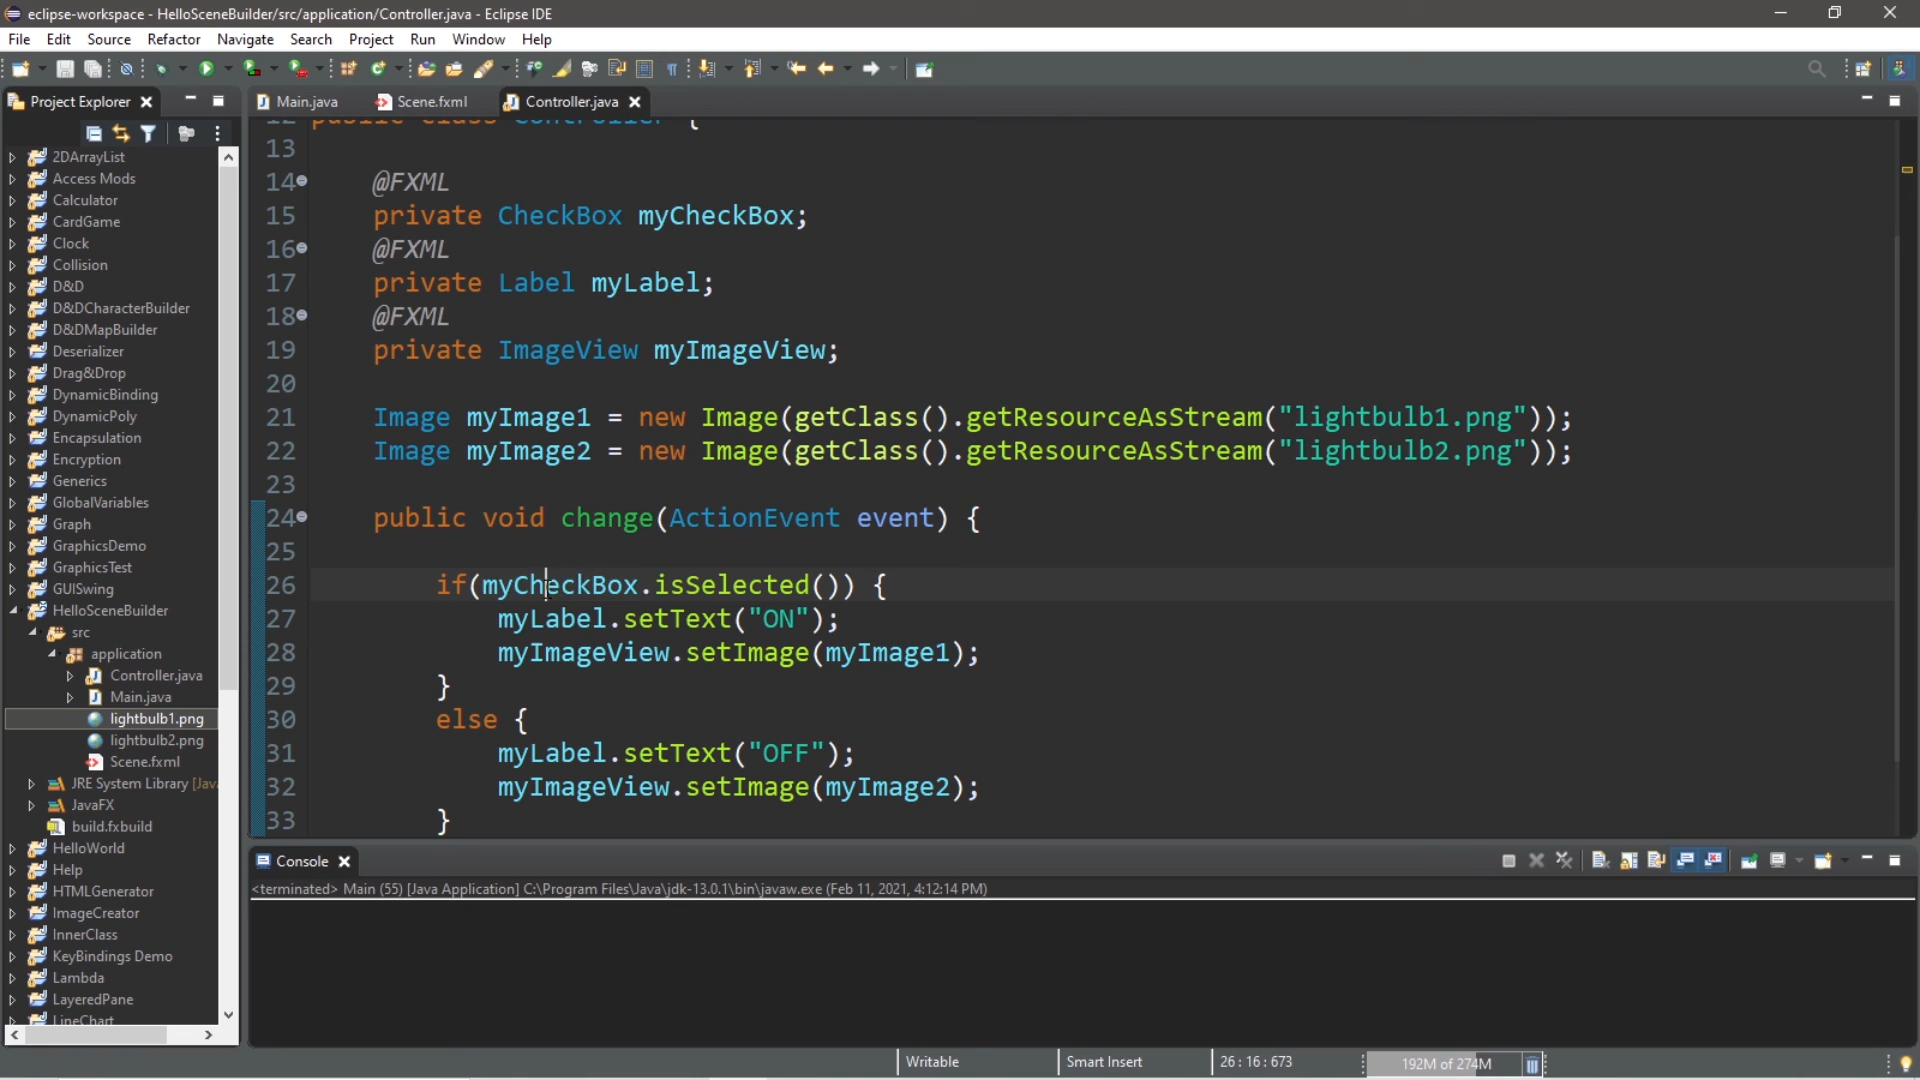 eclipse-workspace - HelloSceneBuilder/src/application/Controller.java - Eclipse IDE
File Edit Source Refactor Navigate Search Project Run Window Help
Project Explorer
Main.java Scene.fxml Controller.java
2DArrayList
Access Mods
Calculator
CardGame
Clock
Collision
D&D
D&DCharacterBuilder
D&DMapBuilder
Deserializer
Drag&Drop
DynamicBinding
DynamicPoly
Encapsulation
Encryption
Generics
GlobalVariables
Graph
GraphicsDemo
GraphicsTest
GUISwing
HelloSceneBuilder
src
application
Controller.java
Main.java
lightbulb1.png
lightbulb2.png
Scene.fxml
JRE System Library [Jav
JavaFX
build.fxbuild
HelloWorld
Help
HTMLGenerator
ImageCreator
InnerClass
KeyBindings Demo
Lambda
LayeredPane
LineChart
12 public class Controller {
13
14 @FXML
15 private CheckBox myCheckBox;
16 @FXML
17 private Label myLabel;
18 @FXML
19 private ImageView myImageView;
20
21 Image myImage1 = new Image(getClass().getResourceAsStream("lightbulb1.png"));
22 Image myImage2 = new Image(getClass().getResourceAsStream("lightbulb2.png"));
23
24 public void change(ActionEvent event) {
25
26 if(myCheckBox.isSelected()) {
27 myLabel.setText("ON");
28 myImageView.setImage(myImage1);
29 }
30 else {
31 myLabel.setText("OFF");
32 myImageView.setImage(myImage2);
33 }
Console
<terminated> Main (55) [Java Application] C:\Program Files\Java\jdk-13.0.1\bin\javaw.exe (Feb 11, 2021, 4:12:14 PM)
Writable Smart Insert 26 : 16 : 673 192M of 274M